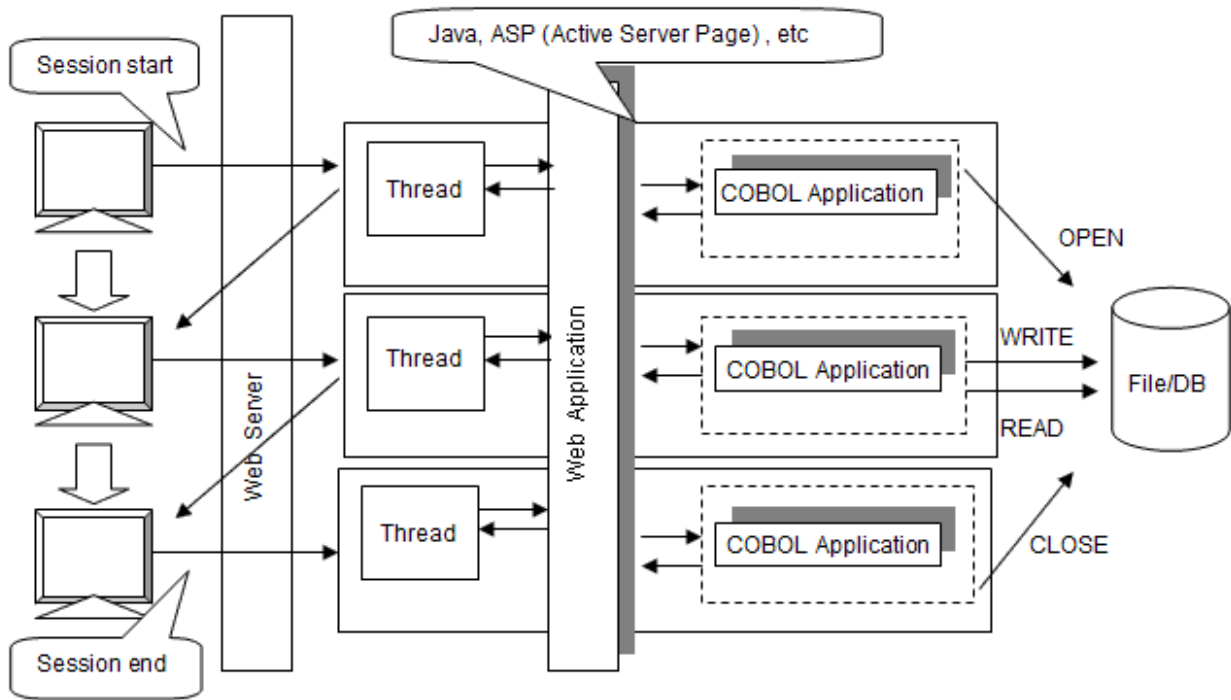 Java, ASP (Active Server Page) , etc
Session start
Thread
COBOL Application
OPEN
Web Server
Web Application
Thread
COBOL Application
WRITE
READ
File/DB
Thread
COBOL Application
CLOSE
Session end